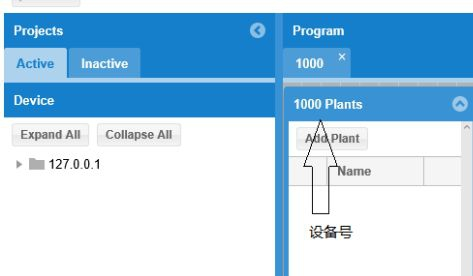 Projects
Active
Inactive
Device
Expand All
Collapse All
127.0.0.1
Program
1000 ×
1000 Plants
Add Plant
Name
设备号